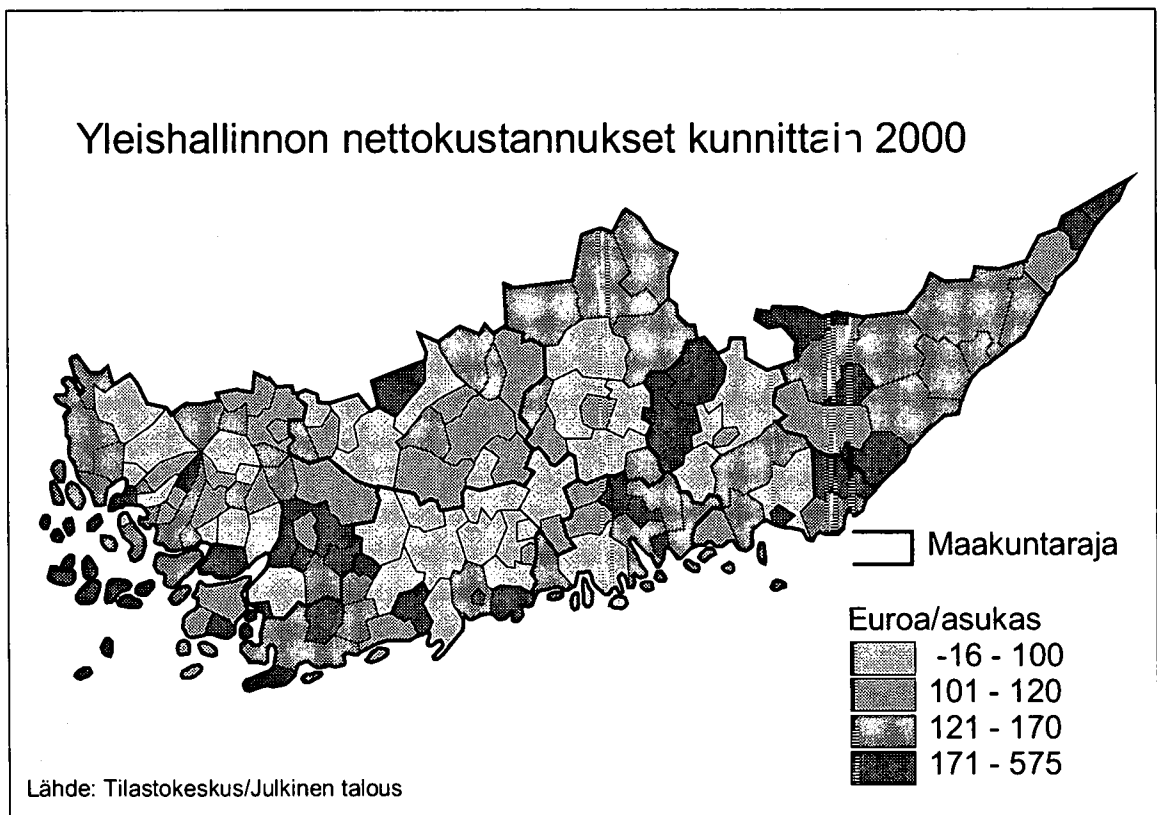 Yleishallinnon nettokustannukset kunnittain 2000
Maakuntaraja
Euroa/asukas
-16 - 100
101 - 120
121 - 170
171 - 575
Lähde: Tilastokeskus/Julkinen talous